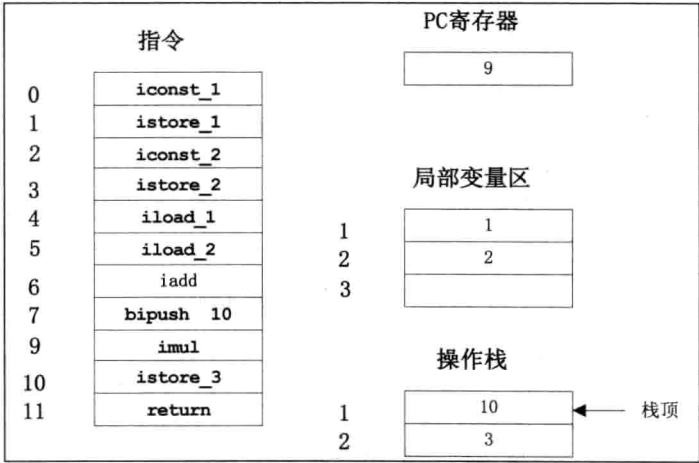 指令
0 iconst_1
1 istore_1
2 iconst_2
3 istore_2
4 iload_1
5 iload_2
6 iadd
7 bipush 10
9 imul
10 istore_3
11 return
PC寄存器
9
局部变量区
1 1
2 2
3
操作栈
1 10 栈顶
2 3